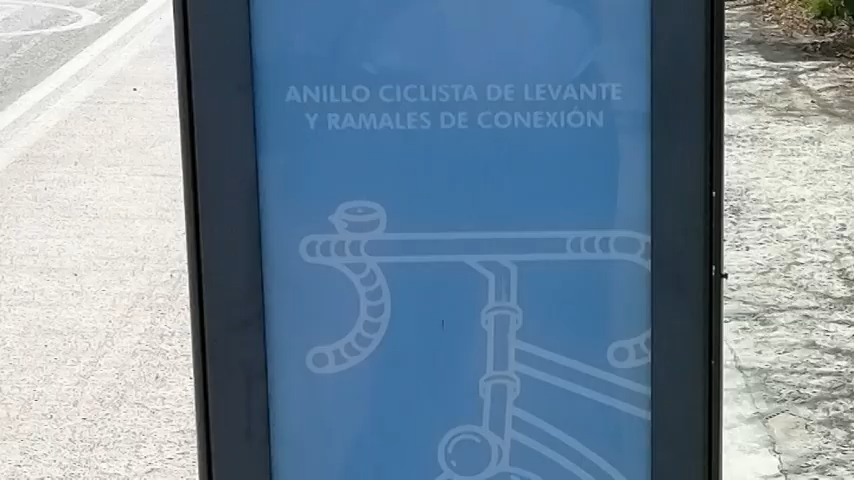 ANILLO CICLISTA DE LEVANTE
Y RAMALES DE CONEXIÓN